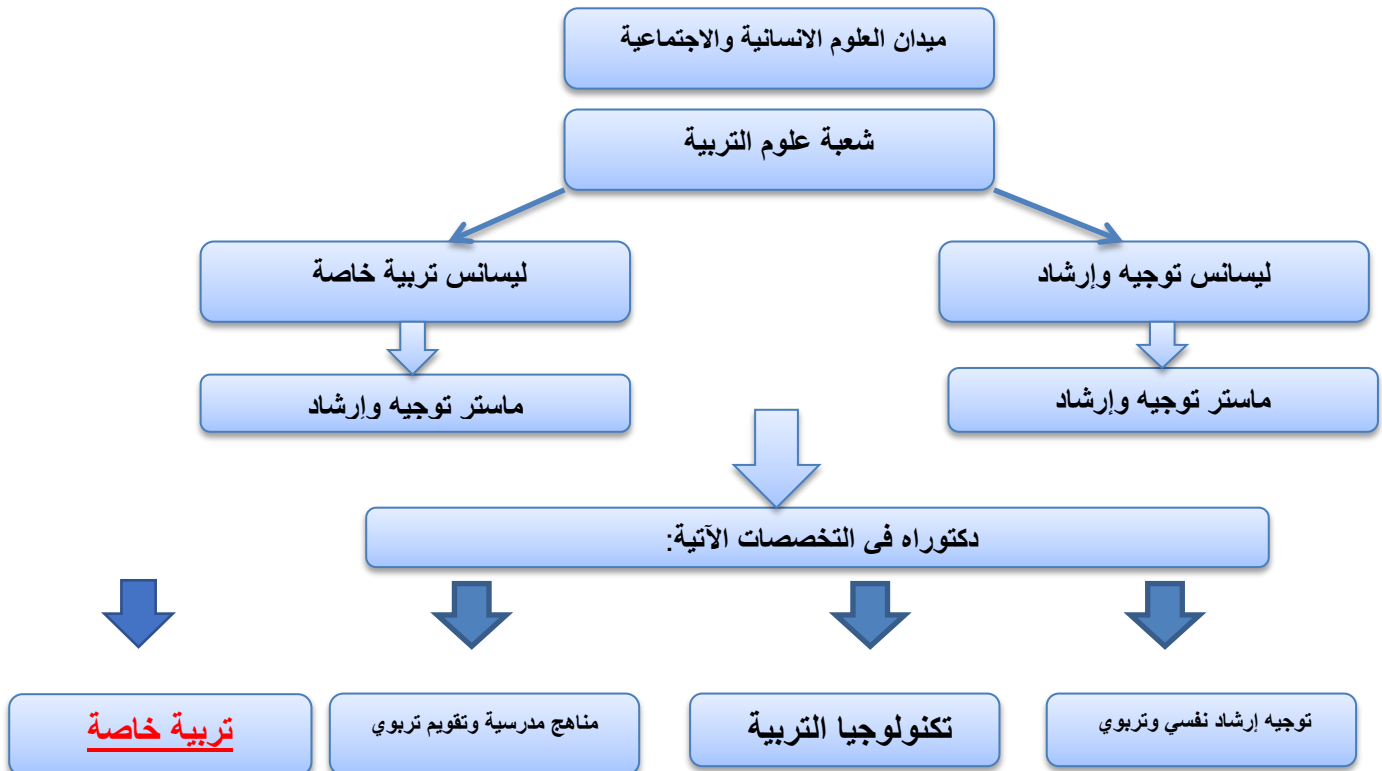 ميدان العلوم الانسانية والاجتماعية
شعبة علوم التربية
ليسانس توجيه وإرشاد
ليسانس تربية خاصة
ماستر توجيه وإرشاد
ماستر توجيه وإرشاد
دكتوراه فى التخصصات الآتية:
توجيه إرشاد نفسي وتربوي
تكنولوجيا التربية
مناهج مدرسية وتقويم تربوي
تربية خاصة